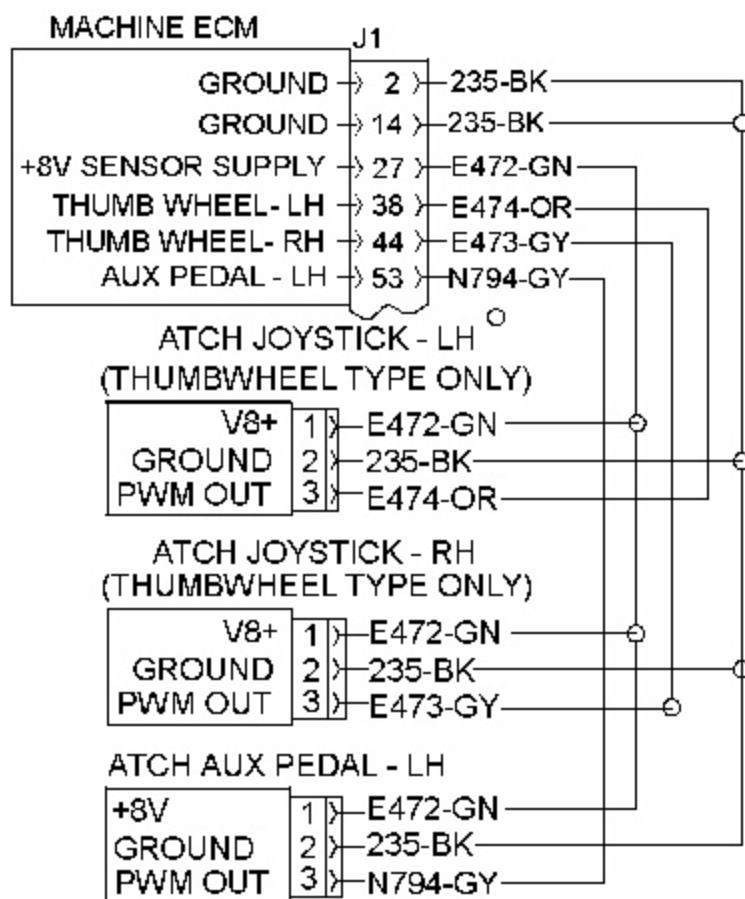 MACHINE ECM
J1
GROUND 2 235-BK
GROUND 14 235-BK
+8V SENSOR SUPPLY 27 E472-GN
THUMB WHEEL- LH 38 E474-OR
THUMB WHEEL- RH 44 E473-GY
AUX PEDAL - LH 53 N794-GY
ATCH JOYSTICK - LH
(THUMBWHEEL TYPE ONLY)
V8+ 1 E472-GN
GROUND 2 235-BK
PWM OUT 3 E474-OR
ATCH JOYSTICK - RH
(THUMBWHEEL TYPE ONLY)
V8+ 1 E472-GN
GROUND 2 235-BK
PWM OUT 3 E473-GY
ATCH AUX PEDAL - LH
+8V 1 E472-GN
GROUND 2 235-BK
PWM OUT 3 N794-GY